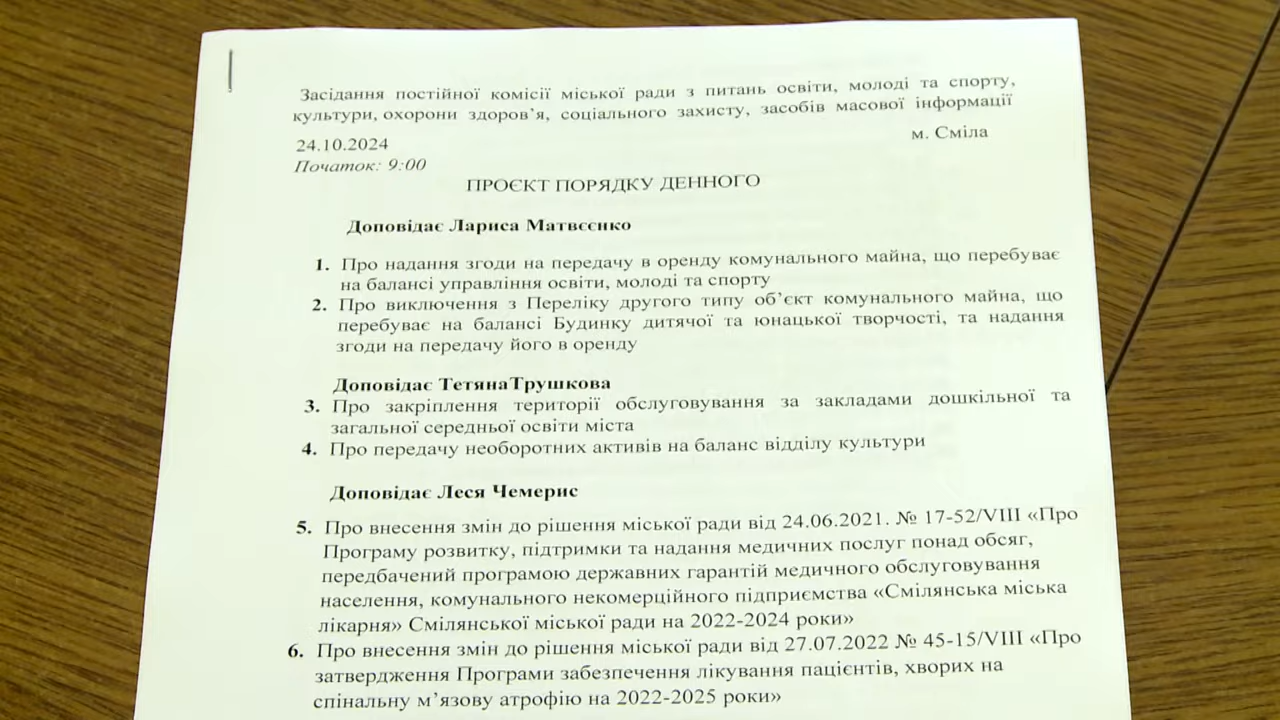 Засідання постійної комісії міської ради з питань освіти, молоді та спорту,
культури, охорони здоров’я, соціального захисту, засобів масової інформації
24.10.2024 м. Сміла
Початок: 9:00
ПРОЄКТ ПОРЯДКУ ДЕННОГО
Доповідає Лариса Матвєєнко
1. Про надання згоди на передачу в оренду комунального майна, що перебуває
на балансі управління освіти, молоді та спорту
2. Про виключення з Переліку другого типу об’єкт комунального майна, що
перебуває на балансі Будинку дитячої та юнацької творчості, та надання
згоди на передачу його в оренду
Доповідає ТетянаТрушкова
3. Про закріплення території обслуговування за закладами дошкільної та
загальної середньої освіти міста
4. Про передачу необоротних активів на баланс відділу культури
Доповідає Леся Чемерис
5. Про внесення змін до рішення міської ради від 24.06.2021. № 17-52/VIII «Про
Програму розвитку, підтримки та надання медичних послуг понад обсяг,
передбачений програмою державних гарантій медичного обслуговування
населення, комунального некомерційного підприємства «Смілянська міська
лікарня» Смілянської міської ради на 2022-2024 роки»
6. Про внесення змін до рішення міської ради від 27.07.2022 № 45-15/VIII «Про
затвердження Програми забезпечення лікування пацієнтів, хворих на
спінальну м’язову атрофію на 2022-2025 роки»